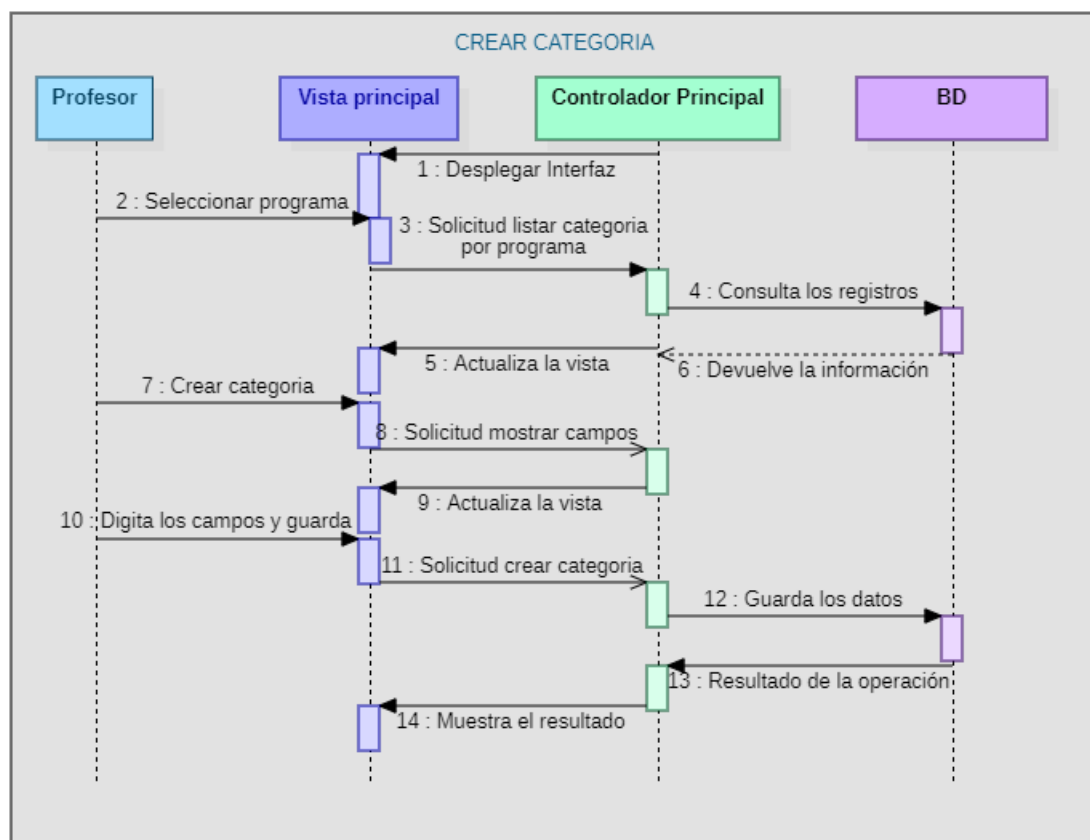 CREAR CATEGORIA
Profesor
Vista principal
Controlador Principal
BD
1 : Desplegar Interfaz
2 : Seleccionar programa
3 : Solicitud listar categoria
por programa
4 : Consulta los registros
5 : Actualiza la vista
6 : Devuelve la información
7 : Crear categoria
8 : Solicitud mostrar campos
9 : Actualiza la vista
10 : Digita los campos y guarda
11 : Solicitud crear categoria
12 : Guarda los datos
13 : Resultado de la operación
14 : Muestra el resultado